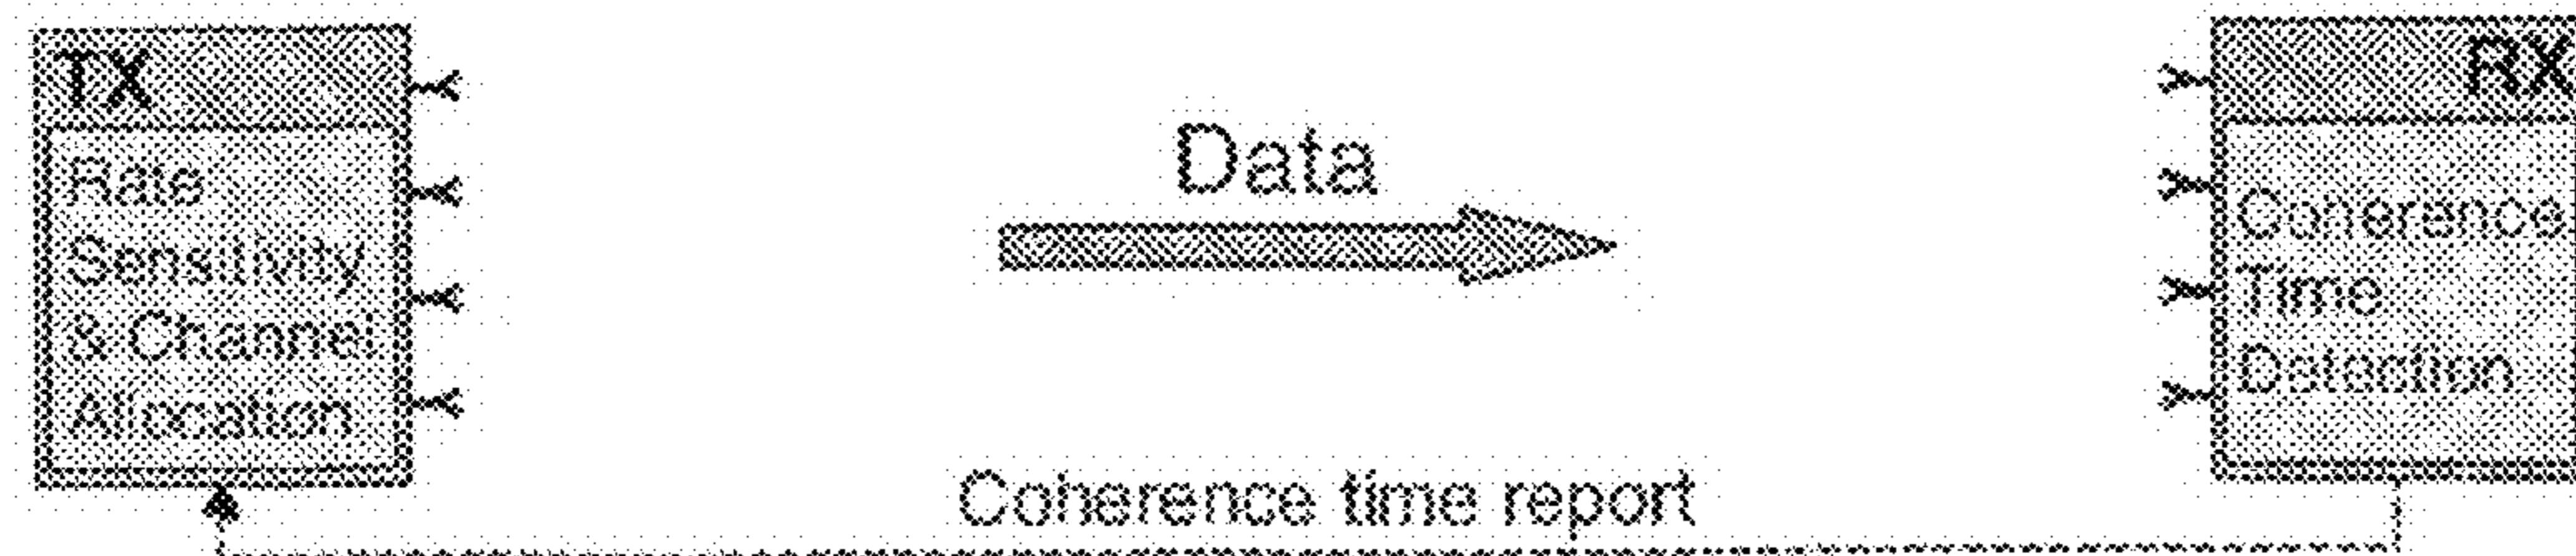 TX
Rate
Sensitivity
& Channel
Allocation
Data
Coherence time report
RX
Coherence
Time
Detection